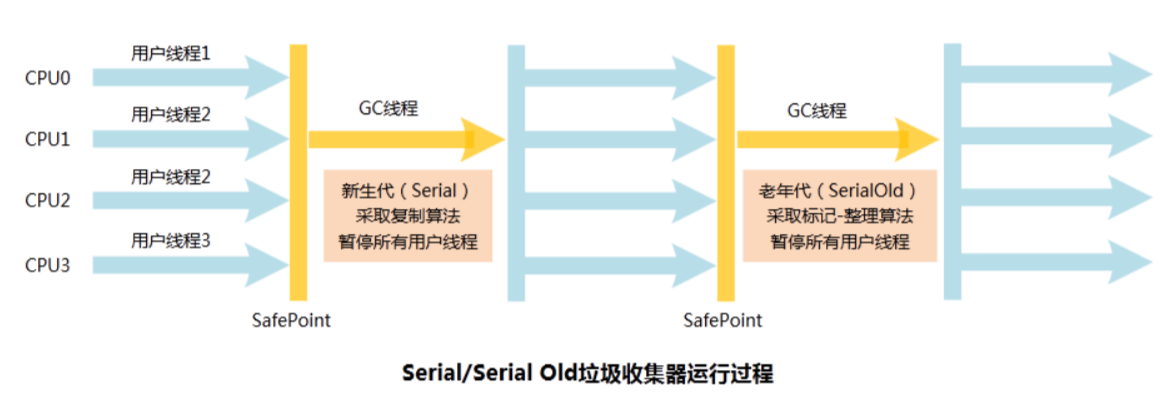 用户线程1
CPU0
用户线程2
CPU1
用户线程2
CPU2
用户线程3
CPU3
SafePoint
GC线程
新生代（Serial）
采取复制算法
暂停所有用户线程
SafePoint
GC线程
老年代（SerialOld）
采取标记-整理算法
暂停所有用户线程
Serial/Serial Old垃圾收集器运行过程